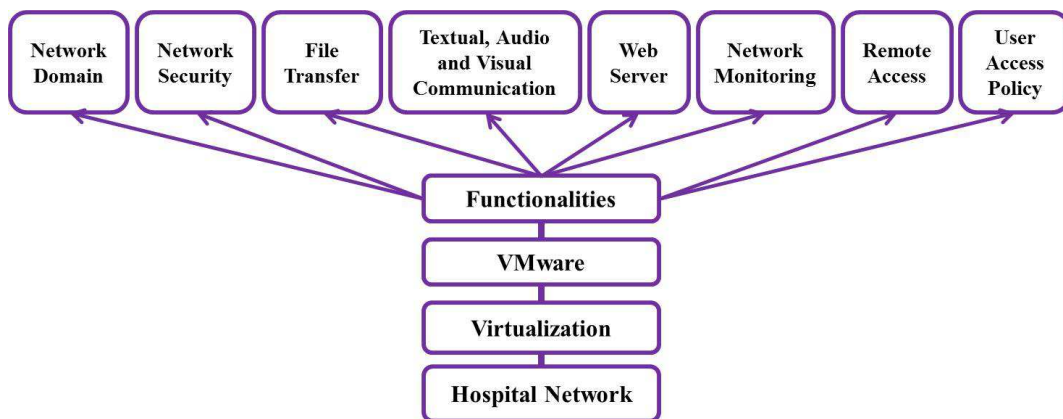 Network
Domain
Network
Security
File
Transfer
Textual, Audio
and Visual
Communication
Web
Server
Network
Monitoring
Remote
Access
User
Access
Policy
Functionalities
VMware
Virtualization
Hospital Network